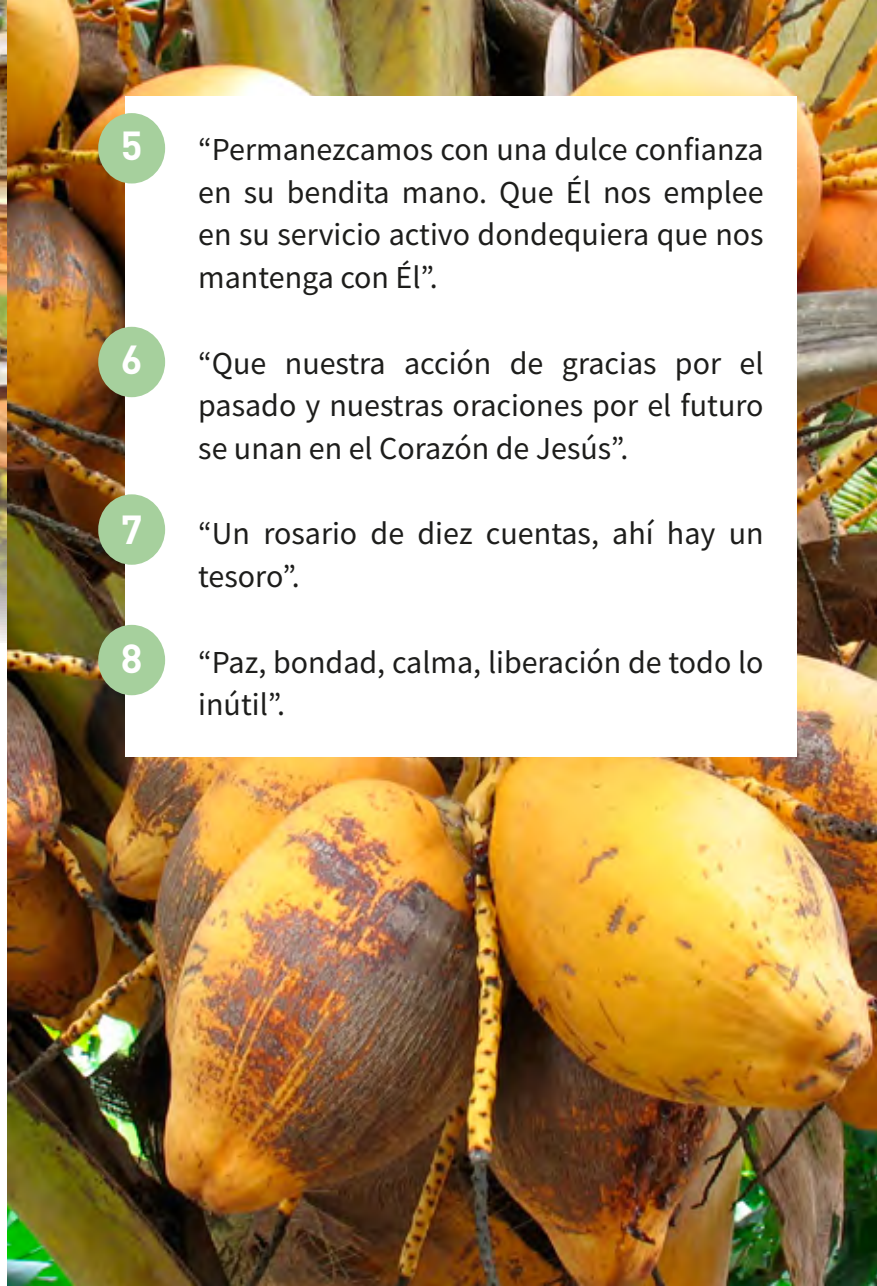 5
“Permanezcamos con una dulce confianza
en su bendita mano. Que Él nos emplee
en su servicio activo dondequiera que nos
mantenga con Él”.
6
“Que nuestra acción de gracias por el
pasado y nuestras oraciones por el futuro
se unan en el Corazón de Jesús”.
7
“Un rosario de diez cuentas, ahí hay un
tesoro”.
8
“Paz, bondad, calma, liberación de todo lo
inútil”.